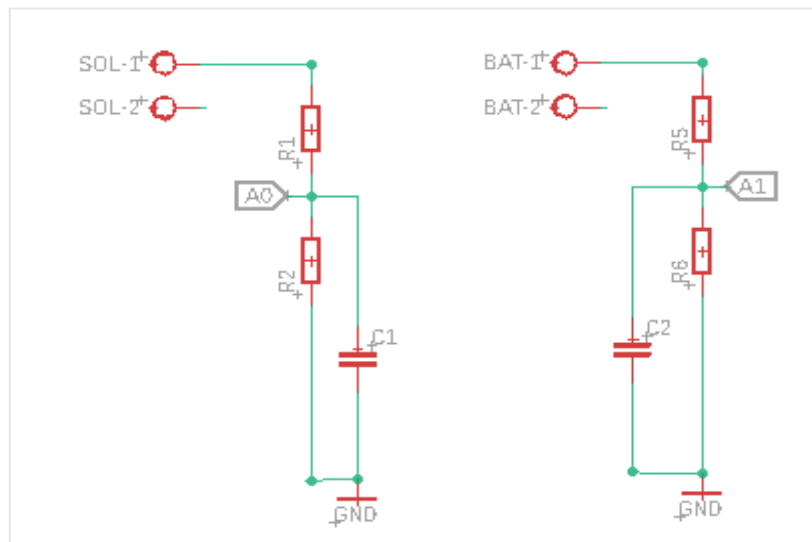 SOL-1
SOL-2
R1
A0
R2
C1
GND
BAT-1
BAT-2
R5
A1
R6
C2
GND